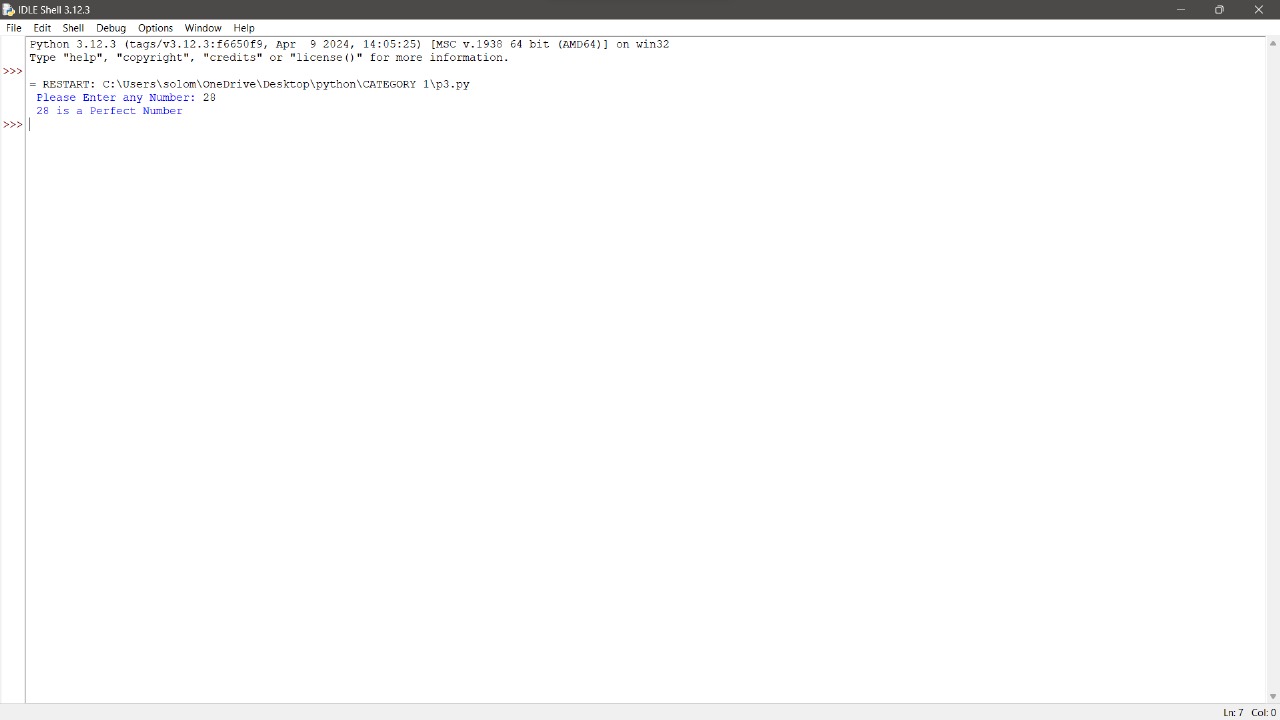 IDLE Shell 3.12.3
File Edit Shell Debug Options Window Help
Python 3.12.3 (tags/v3.12.3:f6650f9, Apr  9 2024, 14:05:25) [MSC v.1938 64 bit (AMD64)] on win32
Type "help", "copyright", "credits" or "license()" for more information.
>>>
= RESTART: C:\Users\solom\OneDrive\Desktop\python\CATEGORY 1\p3.py
Please Enter any Number: 28
28 is a Perfect Number
>>>
Ln: 7 Col: 0